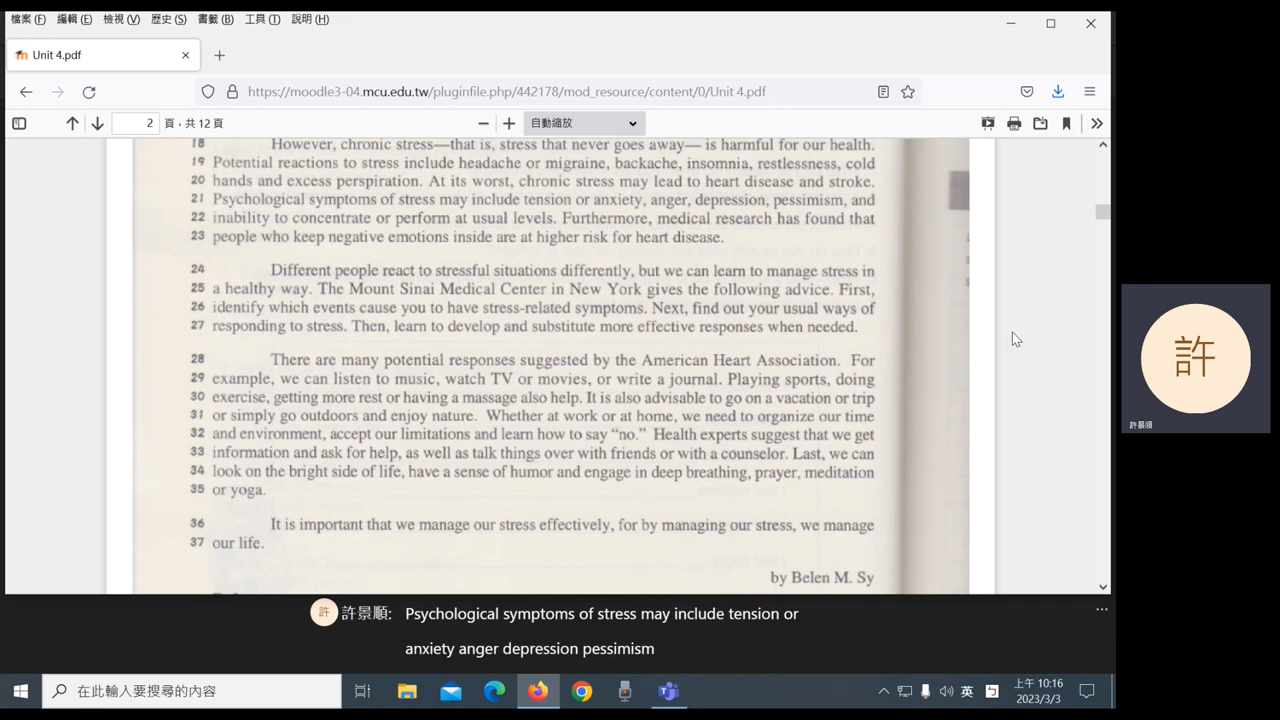 檔案 (F) 編輯 (E) 檢視 (V) 歷史 (S) 書籤 (B) 工具 (T) 說明 (H)
Unit 4.pdf
https://moodle3-04.mcu.edu.tw/pluginfile.php/442178/mod_resource/content/0/Unit 4.pdf
2 頁，共 12 頁
自動縮放
18 However, chronic stress—that is, stress that never goes away— is harmful for our health.
19 Potential reactions to stress include headache or migraine, backache, insomnia, restlessness, cold
20 hands and excess perspiration. At its worst, chronic stress may lead to heart disease and stroke.
21 Psychological symptoms of stress may include tension or anxiety, anger, depression, pessimism, and
22 inability to concentrate or perform at usual levels. Furthermore, medical research has found that
23 people who keep negative emotions inside are at higher risk for heart disease.
24 Different people react to stressful situations differently, but we can learn to manage stress in
25 a healthy way. The Mount Sinai Medical Center in New York gives the following advice. First,
26 identify which events cause you to have stress-related symptoms. Next, find out your usual ways of
27 responding to stress. Then, learn to develop and substitute more effective responses when needed.
28 There are many potential responses suggested by the American Heart Association. For
29 example, we can listen to music, watch TV or movies, or write a journal. Playing sports, doing
30 exercise, getting more rest or having a massage also help. It is also advisable to go on a vacation or trip
31 or simply go outdoors and enjoy nature. Whether at work or at home, we need to organize our time
32 and environment, accept our limitations and learn how to say “no.” Health experts suggest that we get
33 information and ask for help, as well as talk things over with friends or with a counselor. Last, we can
34 look on the bright side of life, have a sense of humor and engage in deep breathing, prayer, meditation
35 or yoga.
36 It is important that we manage our stress effectively, for by managing our stress, we manage
37 our life.
by Belen M. Sy
許
許景順
許 許景順: Psychological symptoms of stress may include tension or
anxiety anger depression pessimism
在此輸入要搜尋的內容
英
上午 10:16
2023/3/3